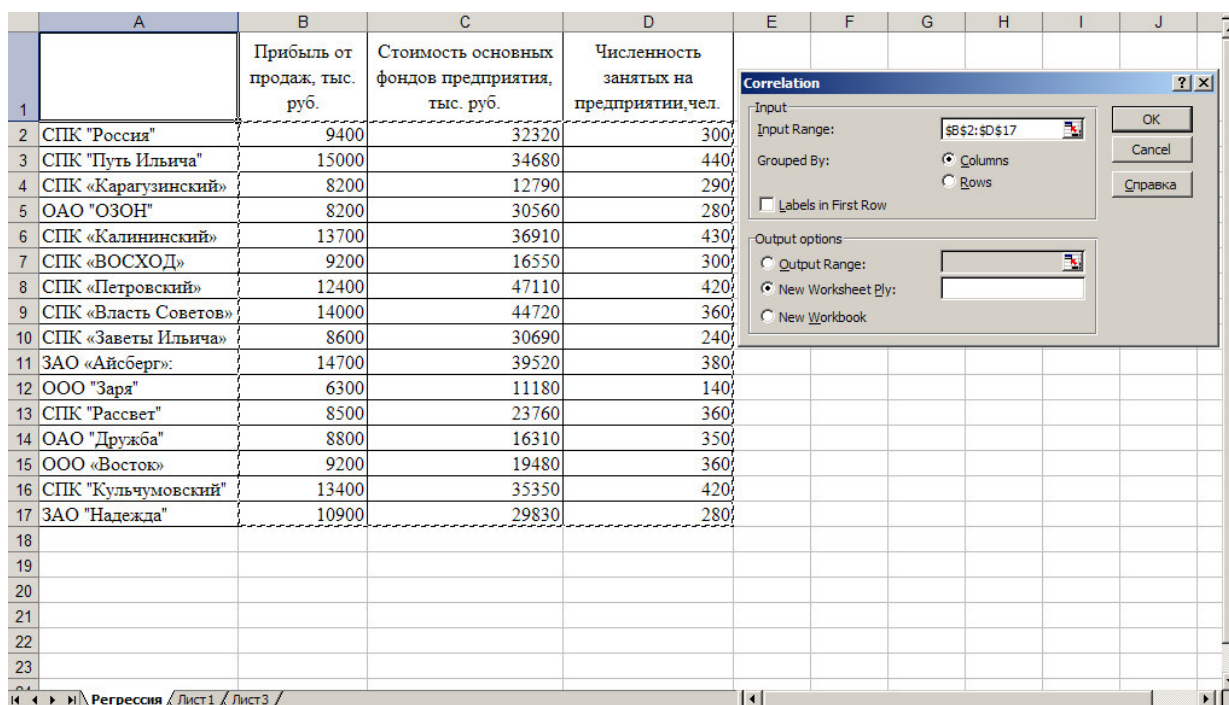 A B C D E F G H I J
1 Прибыль от продаж, тыс. руб. Стоимость основных фондов предприятия, тыс. руб. Численность занятых на предприятии,чел.
2 СПК "Россия" 9400 32320 300
3 СПК "Путь Ильича" 15000 34680 440
4 СПК «Карагузинский» 8200 12790 290
5 ОАО "ОЗОН" 8200 30560 280
6 СПК «Калининский» 13700 36910 430
7 СПК «ВОСХОД» 9200 16550 300
8 СПК «Петровский» 12400 47110 420
9 СПК «Власть Советов» 14000 44720 360
10 СПК «Заветы Ильича» 8600 30690 240
11 ЗАО «Айсберг»: 14700 39520 380
12 ООО "Заря" 6300 11180 140
13 СПК "Рассвет" 8500 23760 360
14 ОАО "Дружба" 8800 16310 350
15 ООО «Восток» 9200 19480 360
16 СПК "Кульчумовский" 13400 35350 420
17 ЗАО "Надежда" 10900 29830 280
18
19
20
21
22
23
Регрессия Лист1 Лист3
Correlation
Input
Input Range: $B$2:$D$17
Grouped By: Columns
Rows
Labels in First Row
Output options
Output Range:
New Worksheet Ply:
New Workbook
OK
Cancel
Справка